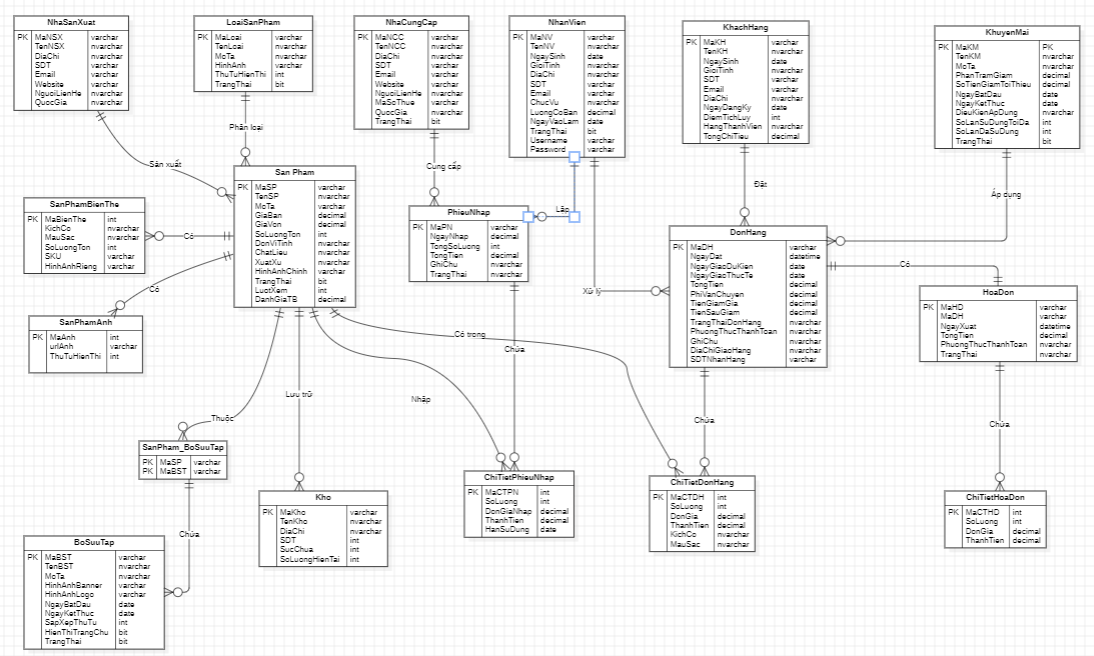 NhaSanXuat
PK MaNSX varchar
TenNSX nvarchar
DiaChi nvarchar
SDT varchar
Email varchar
Website varchar
NguoiLienHe nvarchar
QuocGia nvarchar
LoaiSanPham
PK MaLoai varchar
TenLoai nvarchar
MoTa nvarchar
HinhAnh varchar
ThuTuHienThi int
TrangThai bit
NhaCungCap
PK MaNCC varchar
TenNCC nvarchar
DiaChi nvarchar
SDT varchar
Email varchar
Website varchar
NguoiLienHe nvarchar
MaSoThue varchar
QuocGia nvarchar
TrangThai bit
NhanVien
PK MaNV varchar
TenNV nvarchar
NgaySinh date
GioiTinh nvarchar
DiaChi nvarchar
SDT varchar
Email varchar
ChucVu nvarchar
LuongCoBan decimal
NgayVaoLam date
TrangThai bit
Username varchar
Password varchar
KhachHang
PK MaKH varchar
TenKH nvarchar
NgaySinh date
GioiTinh nvarchar
SDT varchar
Email varchar
DiaChi nvarchar
NgayDangKy date
DiemTichLuy int
HangThanhVien nvarchar
TongChiTieu decimal
KhuyenMai
PK MaKM PK
TenKM nvarchar
MoTa nvarchar
PhanTramGiam decimal
SoTienGiamToiThieu decimal
NgayBatDau date
NgayKetThuc date
DieuKienApDung nvarchar
SoLanSuDungToiDa int
SoLanDaSuDung int
TrangThai bit
Phân loại
Sản xuất
Cung cấp
Lập
Đặt
Áp dụng
San Pham
PK MaSP varchar
TenSP nvarchar
MoTa varchar
GiaBan decimal
GiaVon decimal
SoLuongTon int
DonViTinh nvarchar
ChatLieu nvarchar
XuatXu nvarchar
HinhAnhChinh varchar
TrangThai bit
LuotXem int
DanhGiaTB decimal
SanPhamBienThe
PK MaBienThe int
KichCo nvarchar
MauSac nvarchar
SoLuongTon int
SKU varchar
HinhAnhRieng varchar
Có
PhieuNhap
PK MaPN varchar
NgayNhap decimal
TongSoLuong int
TongTien decimal
GhiChu nvarchar
TrangThai nvarchar
DonHang
PK MaDH varchar
NgayDat datetime
NgayGiaoDuKien date
NgayGiaoThucTe date
TongTien decimal
PhiVanChuyen decimal
TienGiamGia decimal
TienSauGiam decimal
TrangThaiDonHang nvarchar
PhuongThucThanhToan nvarchar
GhiChu nvarchar
DiaChiGiaoHang nvarchar
SDTNhanHang varchar
Có
Xử lý
HoaDon
PK MaHD varchar
MaDH varchar
NgayXuat datetime
TongTien decimal
PhuongThucThanhToan nvarchar
TrangThai nvarchar
Có
SanPhamAnh
PK MaAnh int
urlAnh varchar
ThuTuHienThi int
Có trong
Chứa
Lưu trữ
Nhập
Thuộc
Chứa
Chứa
SanPham_BoSuuTap
PK MaSP varchar
PK MaBST varchar
Kho
PK MaKho varchar
TenKho nvarchar
DiaChi nvarchar
SDT int
SucChua int
SoLuongHienTai int
ChiTietPhieuNhap
PK MaCTPN int
SoLuong int
DonGiaNhap decimal
ThanhTien decimal
HanSuDung date
ChiTietDonHang
PK MaCTDH int
SoLuong int
DonGia decimal
ThanhTien decimal
KichCo nvarchar
MauSac nvarchar
ChiTietHoaDon
PK MaCTHD int
SoLuong int
DonGia decimal
ThanhTien decimal
Chứa
BoSuuTap
PK MaBST varchar
TenBST nvarchar
MoTa nvarchar
HinhAnhBanner varchar
HinhAnhLogo varchar
NgayBatDau date
NgayKetThuc date
SapXepThuTu int
HienThiTrangChu bit
TrangThai bit